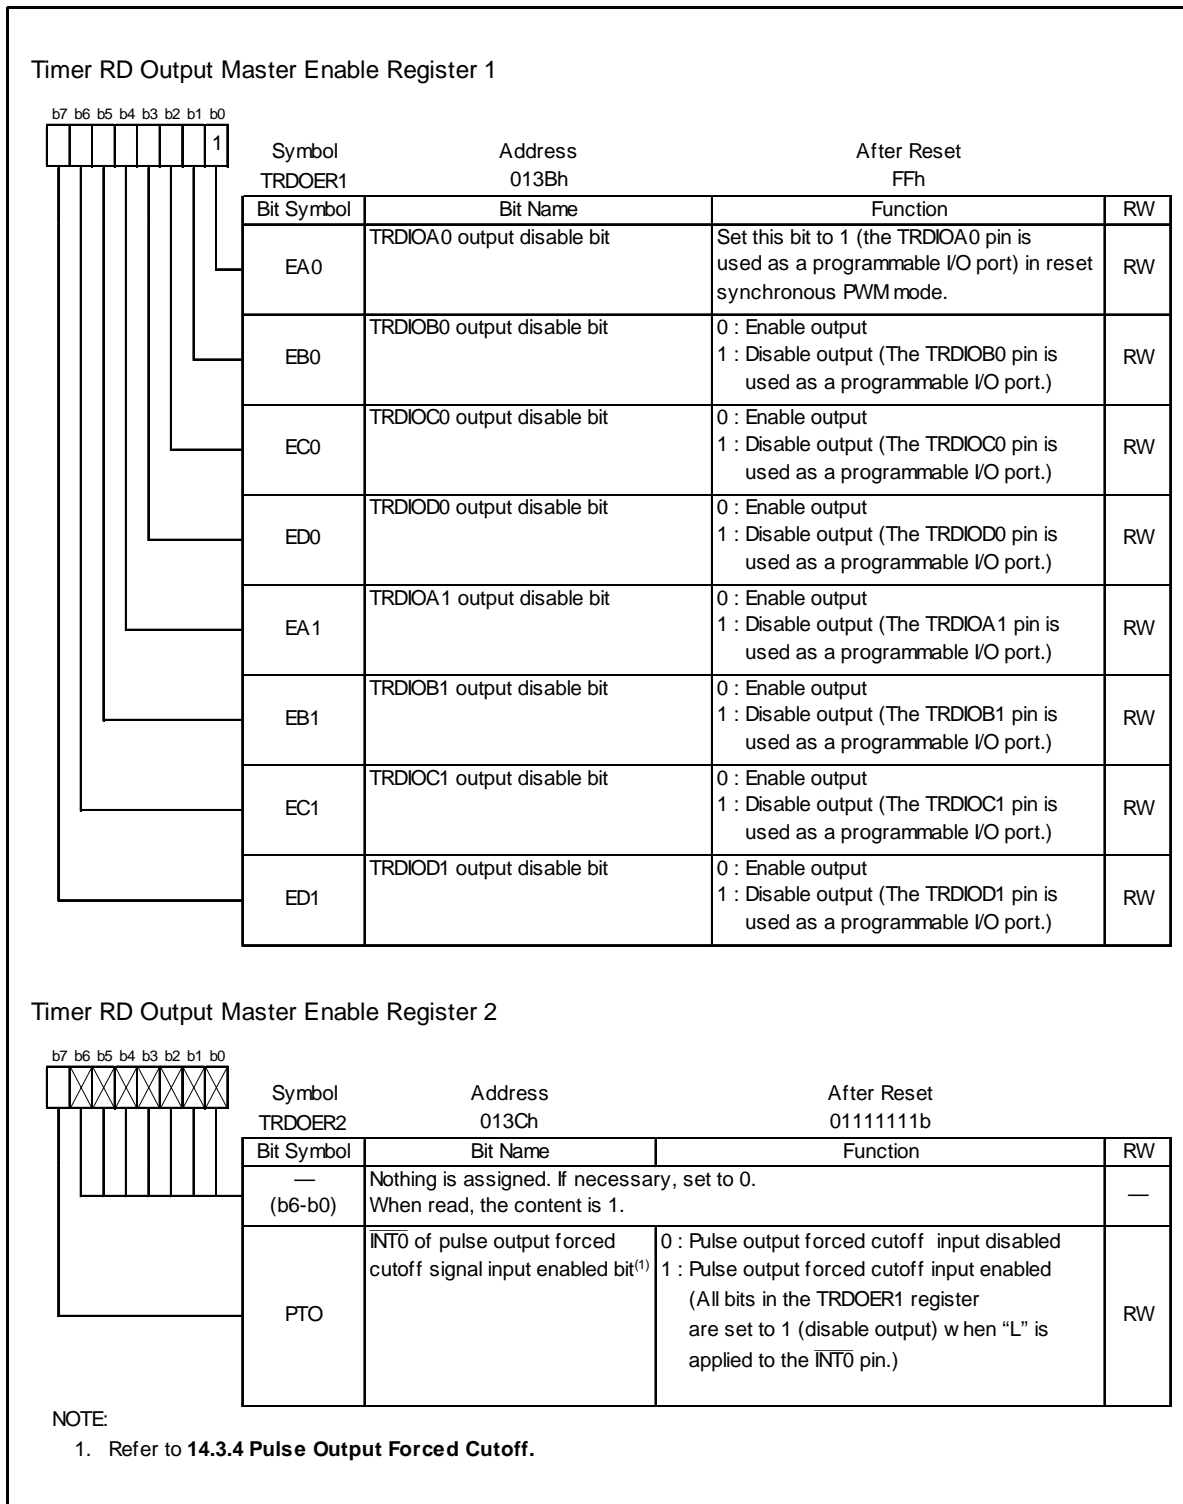 Timer RD Output Master Enable Register 1
b7 b6 b5 b4 b3 b2 b1 b0
1
Symbol Address After Reset
TRDOER1 013Bh FFh
Bit Symbol Bit Name Function RW
EA0 TRDIOA0 output disable bit Set this bit to 1 (the TRDIOA0 pin is
used as a programmable I/O port) in reset
synchronous PWM mode. RW
EB0 TRDIOB0 output disable bit 0 : Enable output
1 : Disable output (The TRDIOB0 pin is
used as a programmable I/O port.) RW
EC0 TRDIOC0 output disable bit 0 : Enable output
1 : Disable output (The TRDIOC0 pin is
used as a programmable I/O port.) RW
ED0 TRDIOD0 output disable bit 0 : Enable output
1 : Disable output (The TRDIOD0 pin is
used as a programmable I/O port.) RW
EA1 TRDIOA1 output disable bit 0 : Enable output
1 : Disable output (The TRDIOA1 pin is
used as a programmable I/O port.) RW
EB1 TRDIOB1 output disable bit 0 : Enable output
1 : Disable output (The TRDIOB1 pin is
used as a programmable I/O port.) RW
EC1 TRDIOC1 output disable bit 0 : Enable output
1 : Disable output (The TRDIOC1 pin is
used as a programmable I/O port.) RW
ED1 TRDIOD1 output disable bit 0 : Enable output
1 : Disable output (The TRDIOD1 pin is
used as a programmable I/O port.) RW
Timer RD Output Master Enable Register 2
b7 b6 b5 b4 b3 b2 b1 b0
Symbol Address After Reset
TRDOER2 013Ch 01111111b
Bit Symbol Bit Name Function RW
— Nothing is assigned. If necessary, set to 0.
(b6-b0) When read, the content is 1. —
PTO INT0 of pulse output forced
cutoff signal input enabled bit(1) 0 : Pulse output forced cutoff input disabled
1 : Pulse output forced cutoff input enabled
(All bits in the TRDOER1 register
are set to 1 (disable output) when “L” is
applied to the INT0 pin.) RW
NOTE:
1. Refer to 14.3.4 Pulse Output Forced Cutoff.